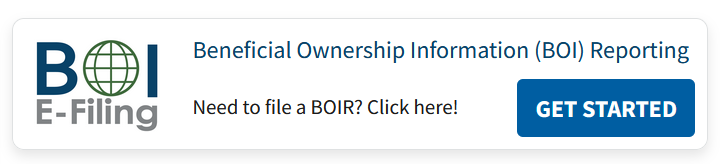 BOI
E-Filing
Beneficial Ownership Information (BOI) Reporting
Need to file a BOIR? Click here!
GET STARTED